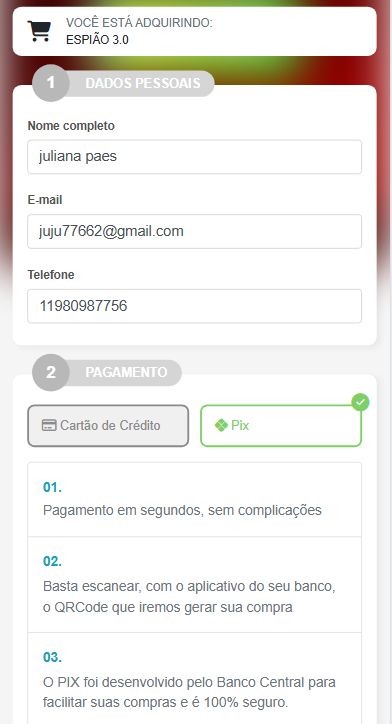 VOCÊ ESTÁ ADQUIRINDO:
ESPIÃO 3.0
1 DADOS PESSOAIS
Nome completo
juliana paes
E-mail
juju77662@gmail.com
Telefone
11980987756
2 PAGAMENTO
Cartão de Crédito Pix
01.
Pagamento em segundos, sem complicações
02.
Basta escanear, com o aplicativo do seu banco,
o QRCode que iremos gerar sua compra
03.
O PIX foi desenvolvido pelo Banco Central para
facilitar suas compras e é 100% seguro.